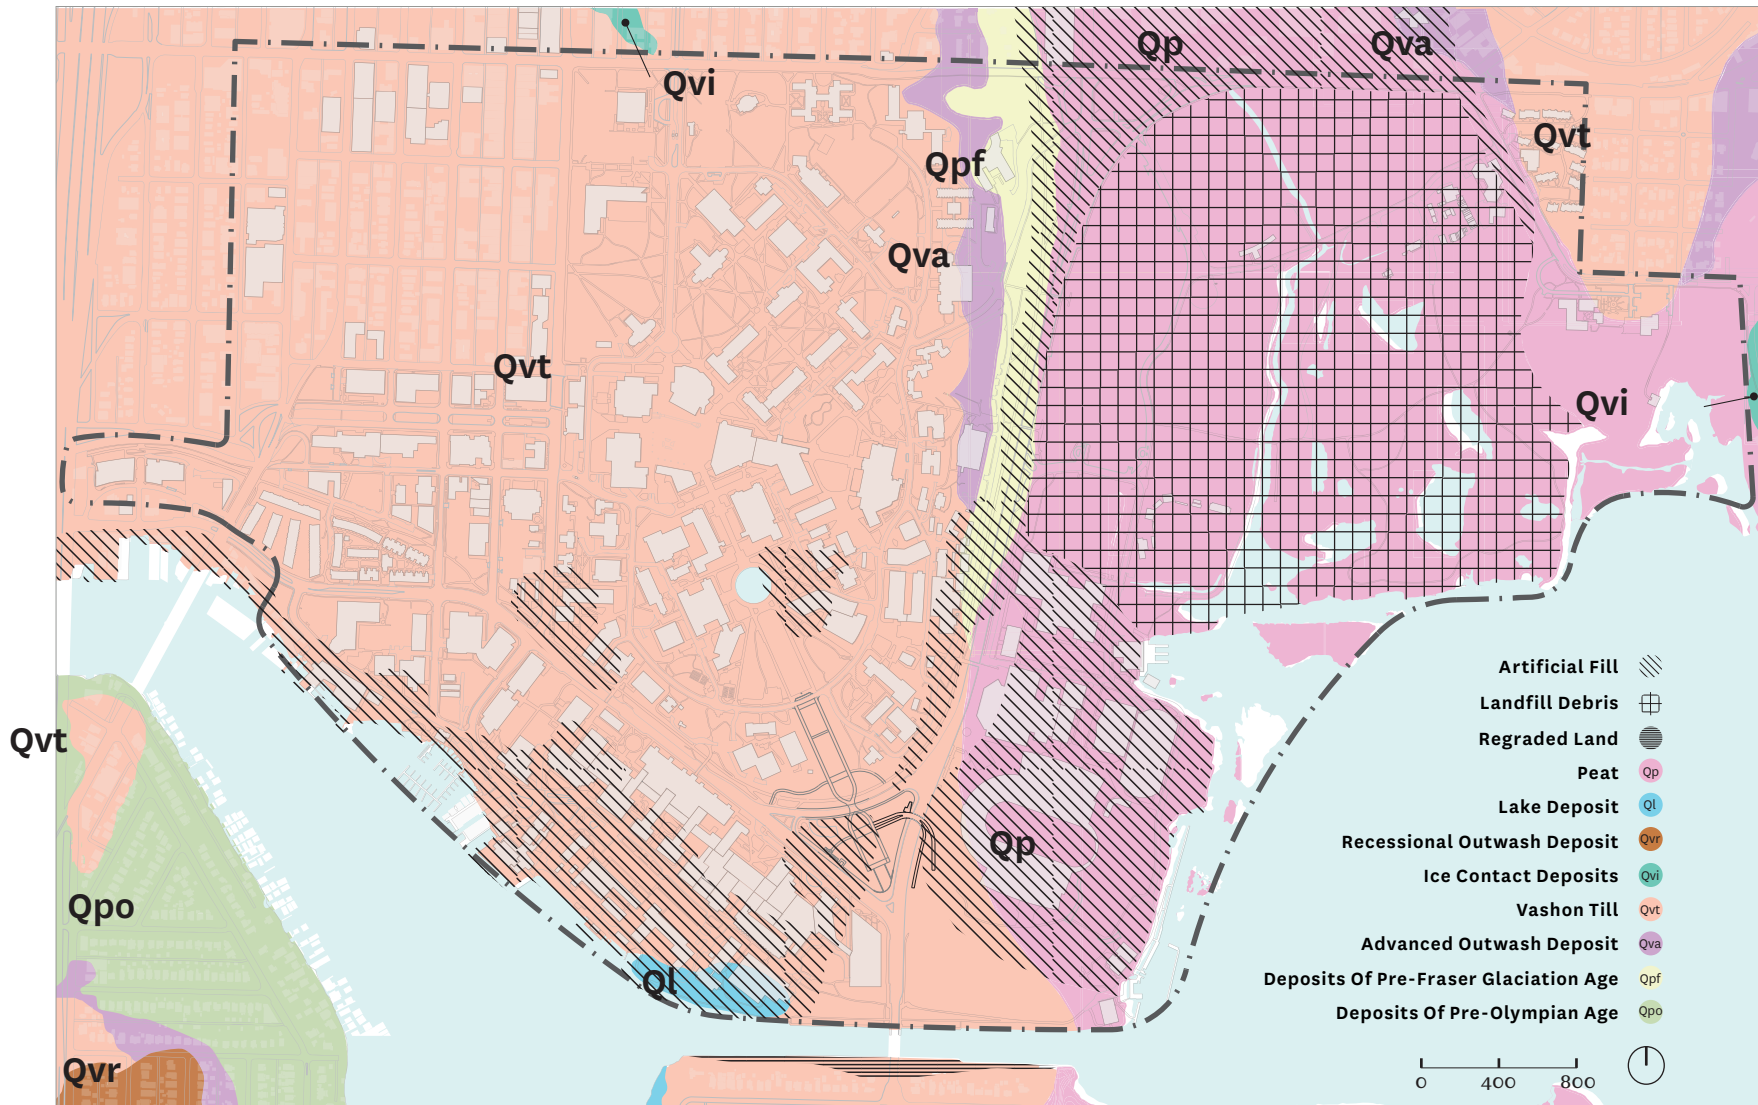 Qp
Qva
Qvi
Qvt
Qpf
Qva
Qvt
Qvi
Artificial Fill
Landfill Debris
Regraded Land
Qvt
Peat Qp
Lake Deposit Ql
Recessional Outwash Deposit Qvr
Qp
Ice Contact Deposits Qvi
Qpo
Vashon Till Qvt
Advanced Outwash Deposit Qva
Ql
Deposits Of Pre-Fraser Glaciation Age Qpf
Deposits Of Pre-Olympian Age Qpo
Qvr
0 400 800